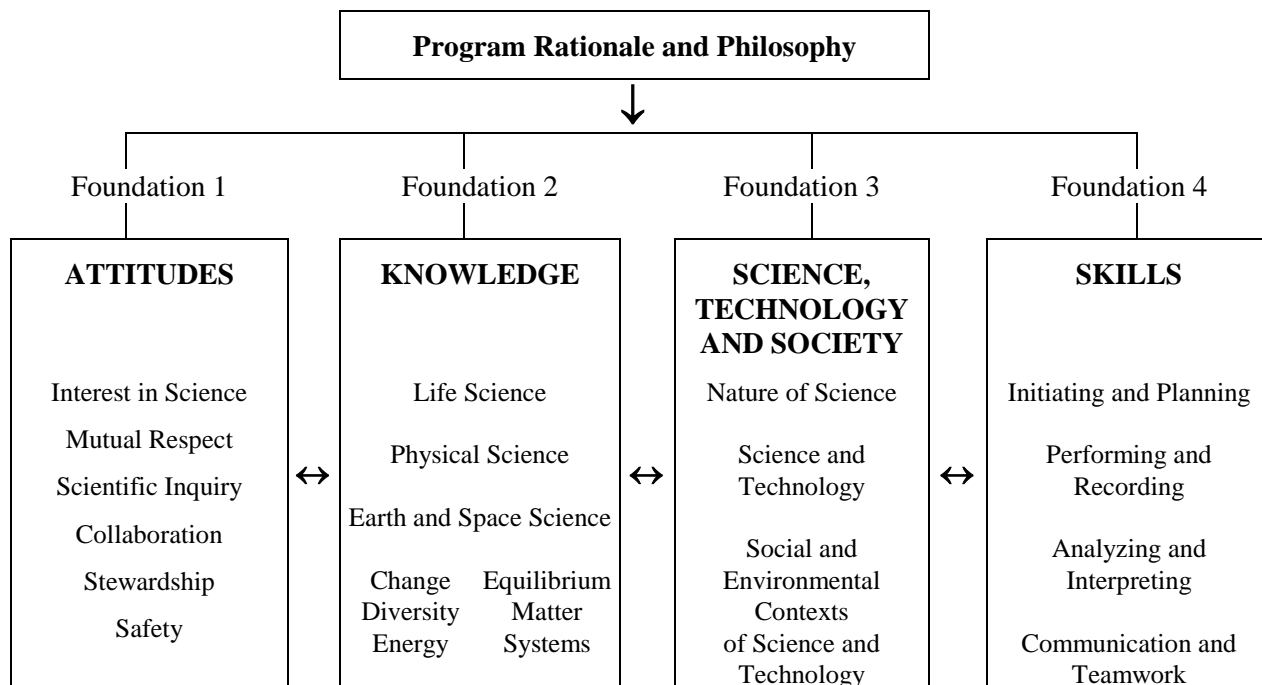 Program Rationale and Philosophy
Foundation 1
Foundation 2
Foundation 3
Foundation 4
ATTITUDES
Interest in Science
Mutual Respect
Scientific Inquiry
Collaboration
Stewardship
Safety
KNOWLEDGE
Life Science
Physical Science
Earth and Space Science
Change Equilibrium
Diversity Matter
Energy Systems
SCIENCE,
TECHNOLOGY
AND SOCIETY
Nature of Science
Science and
Technology
Social and
Environmental
Contexts
of Science and
Technology
SKILLS
Initiating and Planning
Performing and
Recording
Analyzing and
Interpreting
Communication and
Teamwork